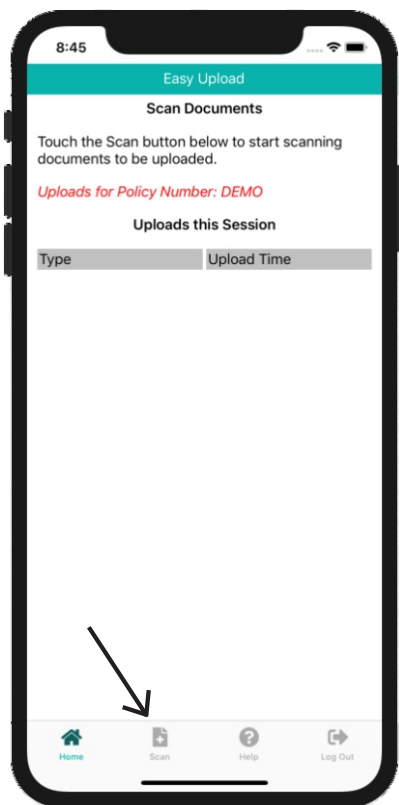 8:45
Easy Upload
Scan Documents
Touch the Scan button below to start scanning
documents to be uploaded.
Uploads for Policy Number: DEMO
Uploads this Session
Type Upload Time
Home Scan Help Log Out